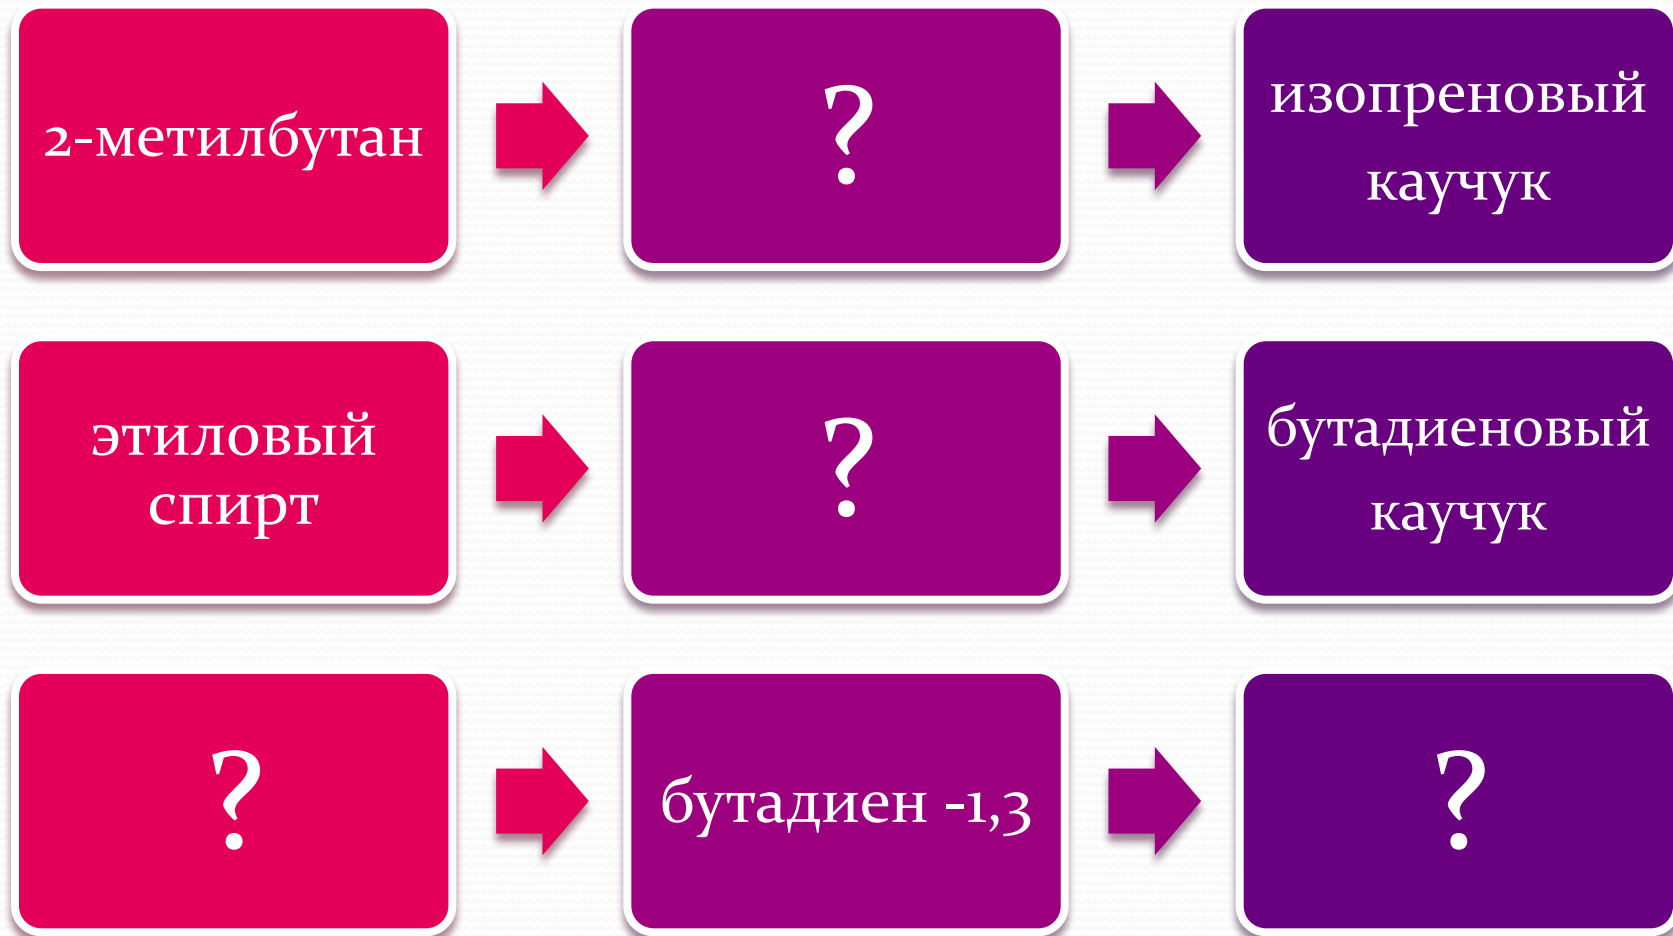 2-метилбутан
?
изопреновый
каучук
этиловый
спирт
?
бутадиеновый
каучук
?
бутадиен -1,3
?